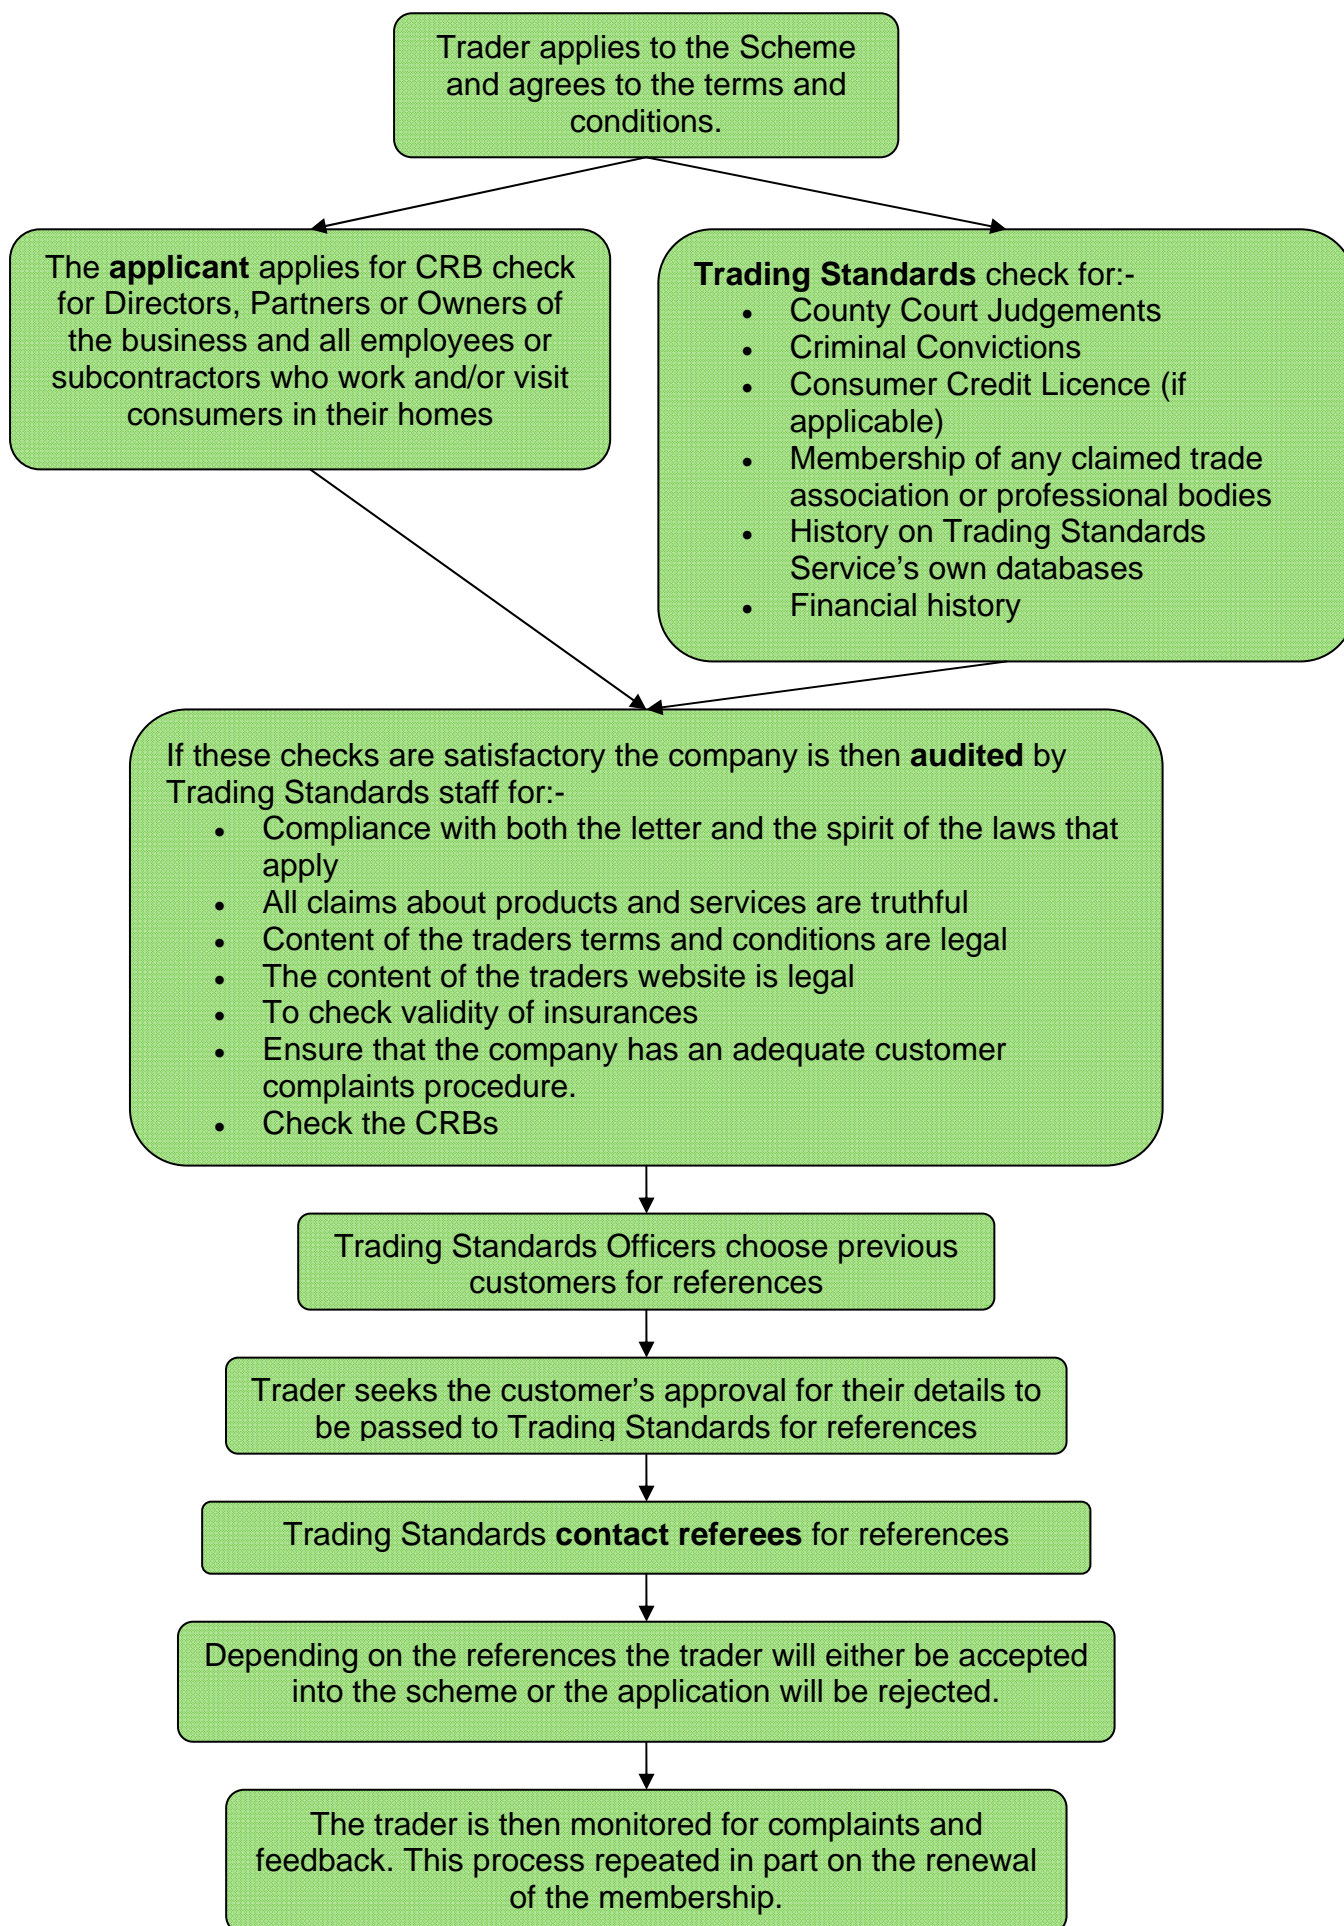 Trader applies to the Scheme
and agrees to the terms and
conditions.
The applicant applies for CRB check
for Directors, Partners or Owners of
the business and all employees or
subcontractors who work and/or visit
consumers in their homes
Trading Standards check for:-
• County Court Judgements
• Criminal Convictions
• Consumer Credit Licence (if
applicable)
• Membership of any claimed trade
association or professional bodies
• History on Trading Standards
Service’s own databases
• Financial history
If these checks are satisfactory the company is then audited by
Trading Standards staff for:-
• Compliance with both the letter and the spirit of the laws that
apply
• All claims about products and services are truthful
• Content of the traders terms and conditions are legal
• The content of the traders website is legal
• To check validity of insurances
• Ensure that the company has an adequate customer
complaints procedure.
• Check the CRBs
Trading Standards Officers choose previous
customers for references
Trader seeks the customer’s approval for their details to
be passed to Trading Standards for references
Trading Standards contact referees for references
Depending on the references the trader will either be accepted
into the scheme or the application will be rejected.
The trader is then monitored for complaints and
feedback. This process repeated in part on the renewal
of the membership.